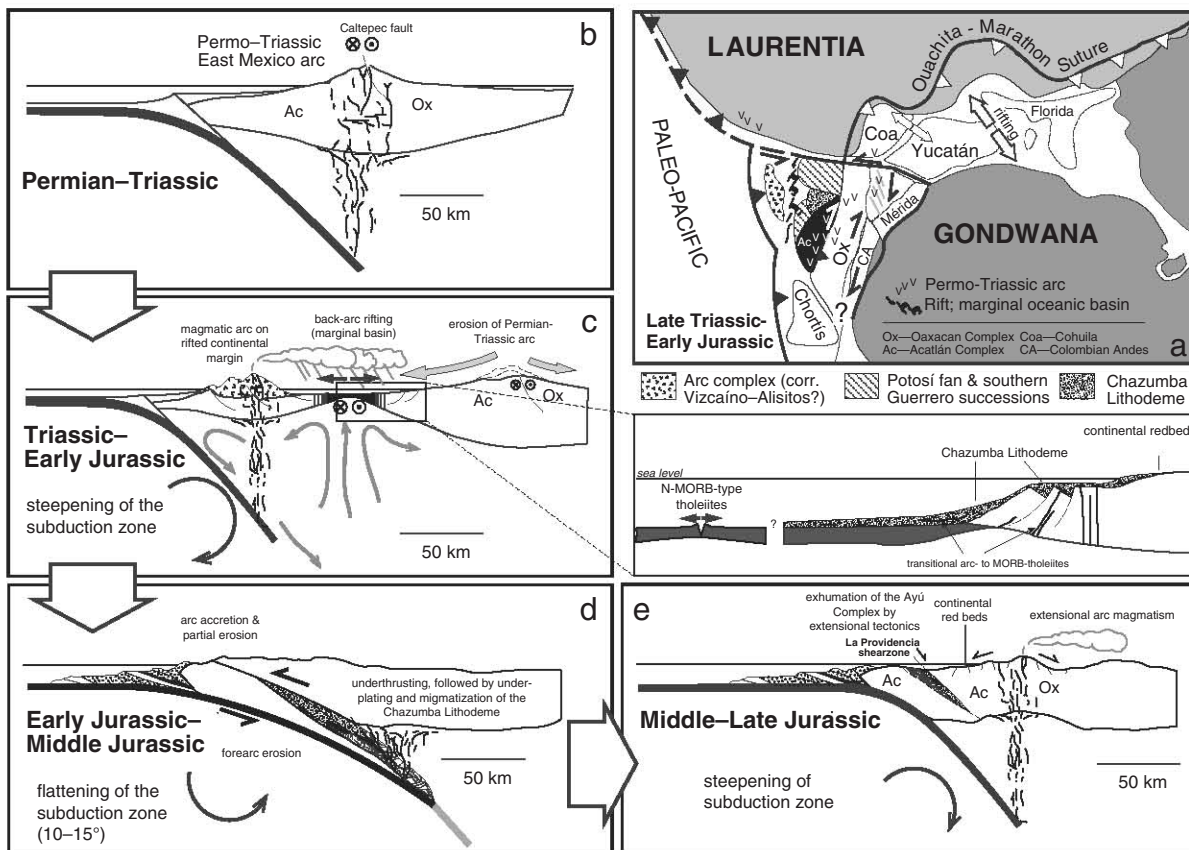 b
Caltepec fault
Permo–Triassic
East Mexico arc
Ac
Ox
Permian–Triassic
50 km
LAURENTIA
Ouachita - Marathon Suture
PALEO-PACIFIC
Coa
Yucatán
rifting
Florida
Mérida
GONDWANA
Ac
Ox
CA
Chortís
?
Permo-Triassic arc
Rift; marginal oceanic basin
Late Triassic-
Early Jurassic
Ox—Oaxacan Complex Coa—Cohuila
Ac—Acatlán Complex CA—Colombian Andes
a
Arc complex (corr.
Vizcaíno–Alisitos?)
Potosí fan & southern
Guerrero successions
Chazumba
Lithodeme
c
magmatic arc on
rifted continental
margin
back-arc rifting
(marginal basin)
erosion of Permian-
Triassic arc
Ac
Ox
Triassic–
Early Jurassic
steepening of the
subduction zone
50 km
continental redbed
Chazumba Lithodeme
sea level
N-MORB-type
tholeiites
?
transitional arc- to MORB-tholeiites
d
arc accretion &
partial erosion
underthrusting, followed by under-
plating and migmatization of the
Chazumba Lithodeme
Early Jurassic–
Middle Jurassic
forearc erosion
50 km
flattening of the
subduction zone
(10–15°)
e
exhumation of the Ayú
Complex by
extensional tectonics
La Providencia
shearzone
continental
red beds
extensional arc magmatism
Ac
Ac
Ox
Middle–Late Jurassic
50 km
steepening of
subduction zone